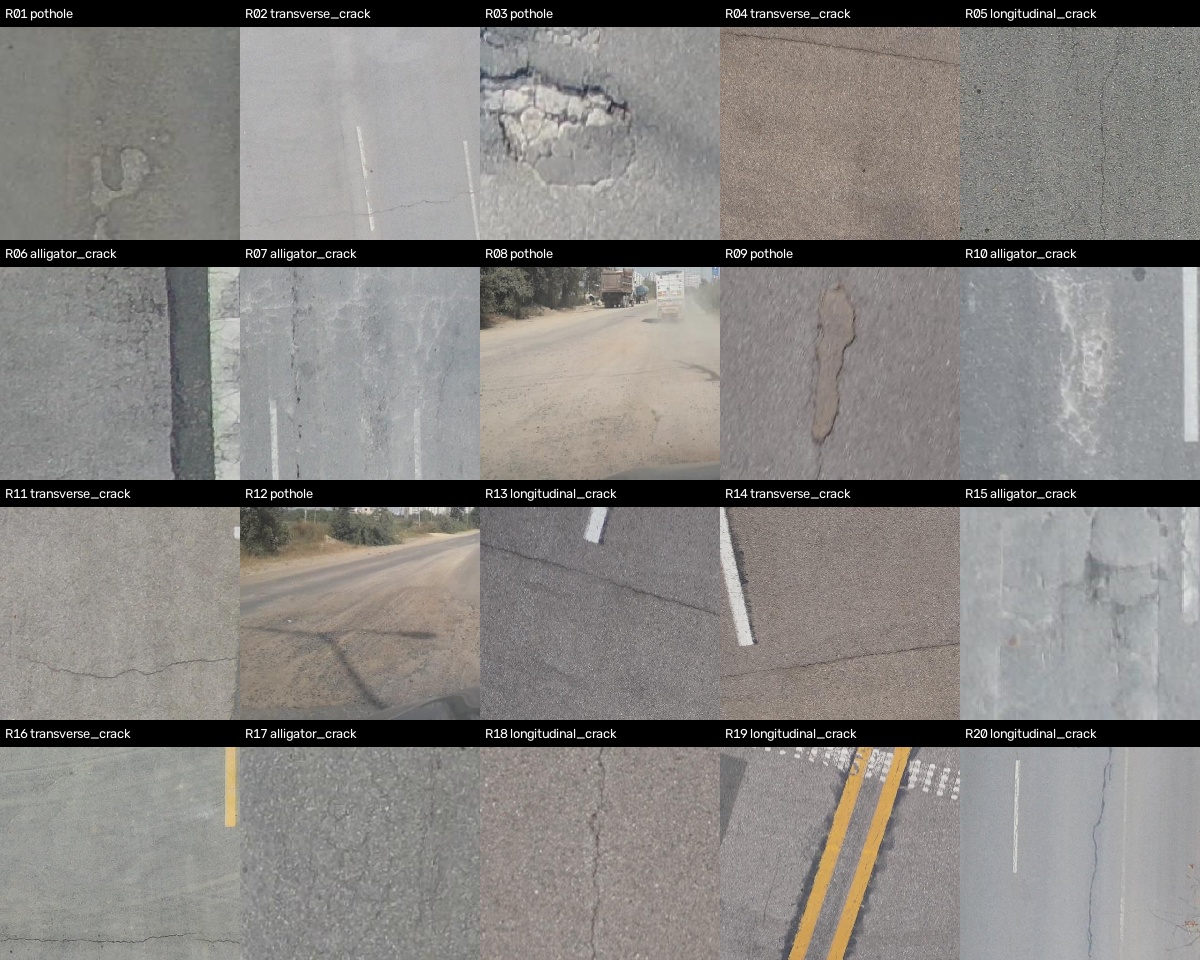 R01 pothole
R02 transverse_crack
R03 pothole
R04 transverse_crack
R05 longitudinal_crack
R06 alligator_crack
R07 alligator_crack
R08 pothole
R09 pothole
R10 alligator_crack
R11 transverse_crack
R12 pothole
R13 longitudinal_crack
R14 transverse_crack
R15 alligator_crack
R16 transverse_crack
R17 alligator_crack
R18 longitudinal_crack
R19 longitudinal_crack
R20 longitudinal_crack